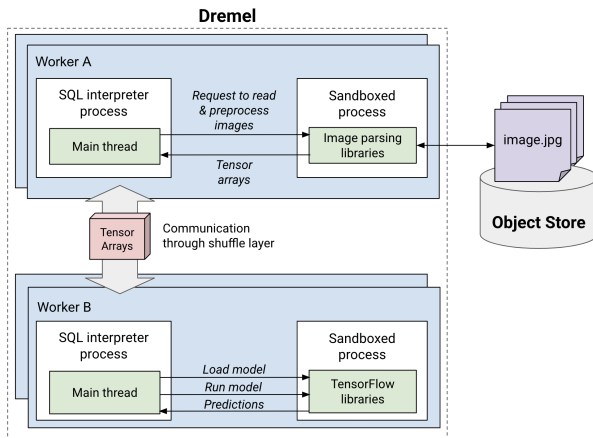 Dremel
Worker A
SQL interpreter
process
Main thread
Request to read
& preprocess
images
Tensor
arrays
Sandboxed
process
Image parsing
libraries
image.jpg
Object Store
Tensor
Arrays
Communication
through shuffle layer
Worker B
SQL interpreter
process
Main thread
Load model
Run model
Predictions
Sandboxed
process
TensorFlow
libraries